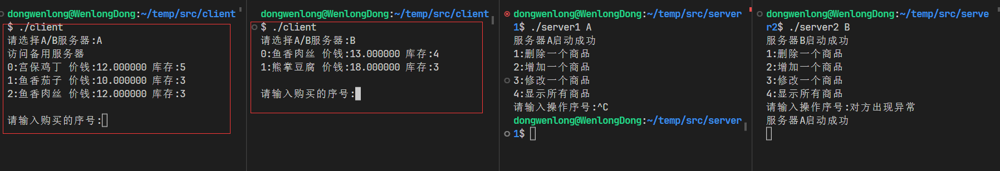 dongwenlong@WenlongDong:~/temp/src/client
$ ./client
请选择A/B服务器:A
访问备用服务器
0:宫保鸡丁 价钱:12.000000 库存:5
1:鱼香茄子 价钱:10.000000 库存:3
2:鱼香肉丝 价钱:12.000000 库存:3
请输入购买的序号:
dongwenlong@WenlongDong:~/temp/src/client
$ ./client
请选择A/B服务器:B
0:鱼香肉丝 价钱:13.000000 库存:4
1:熊掌豆腐 价钱:18.000000 库存:3
请输入购买的序号:
dongwenlong@WenlongDong:~/temp/src/server
1$ ./server1 A
服务器A启动成功
1:删除一个商品
2:增加一个商品
3:修改一个商品
4:显示所有商品
请输入操作序号:^C
dongwenlong@WenlongDong:~/temp/src/server
1$
dongwenlong@WenlongDong:~/temp/src/serve
r2$ ./server2 B
服务器B启动成功
1:删除一个商品
2:增加一个商品
3:修改一个商品
4:显示所有商品
请输入操作序号:对方出现异常
服务器A启动成功